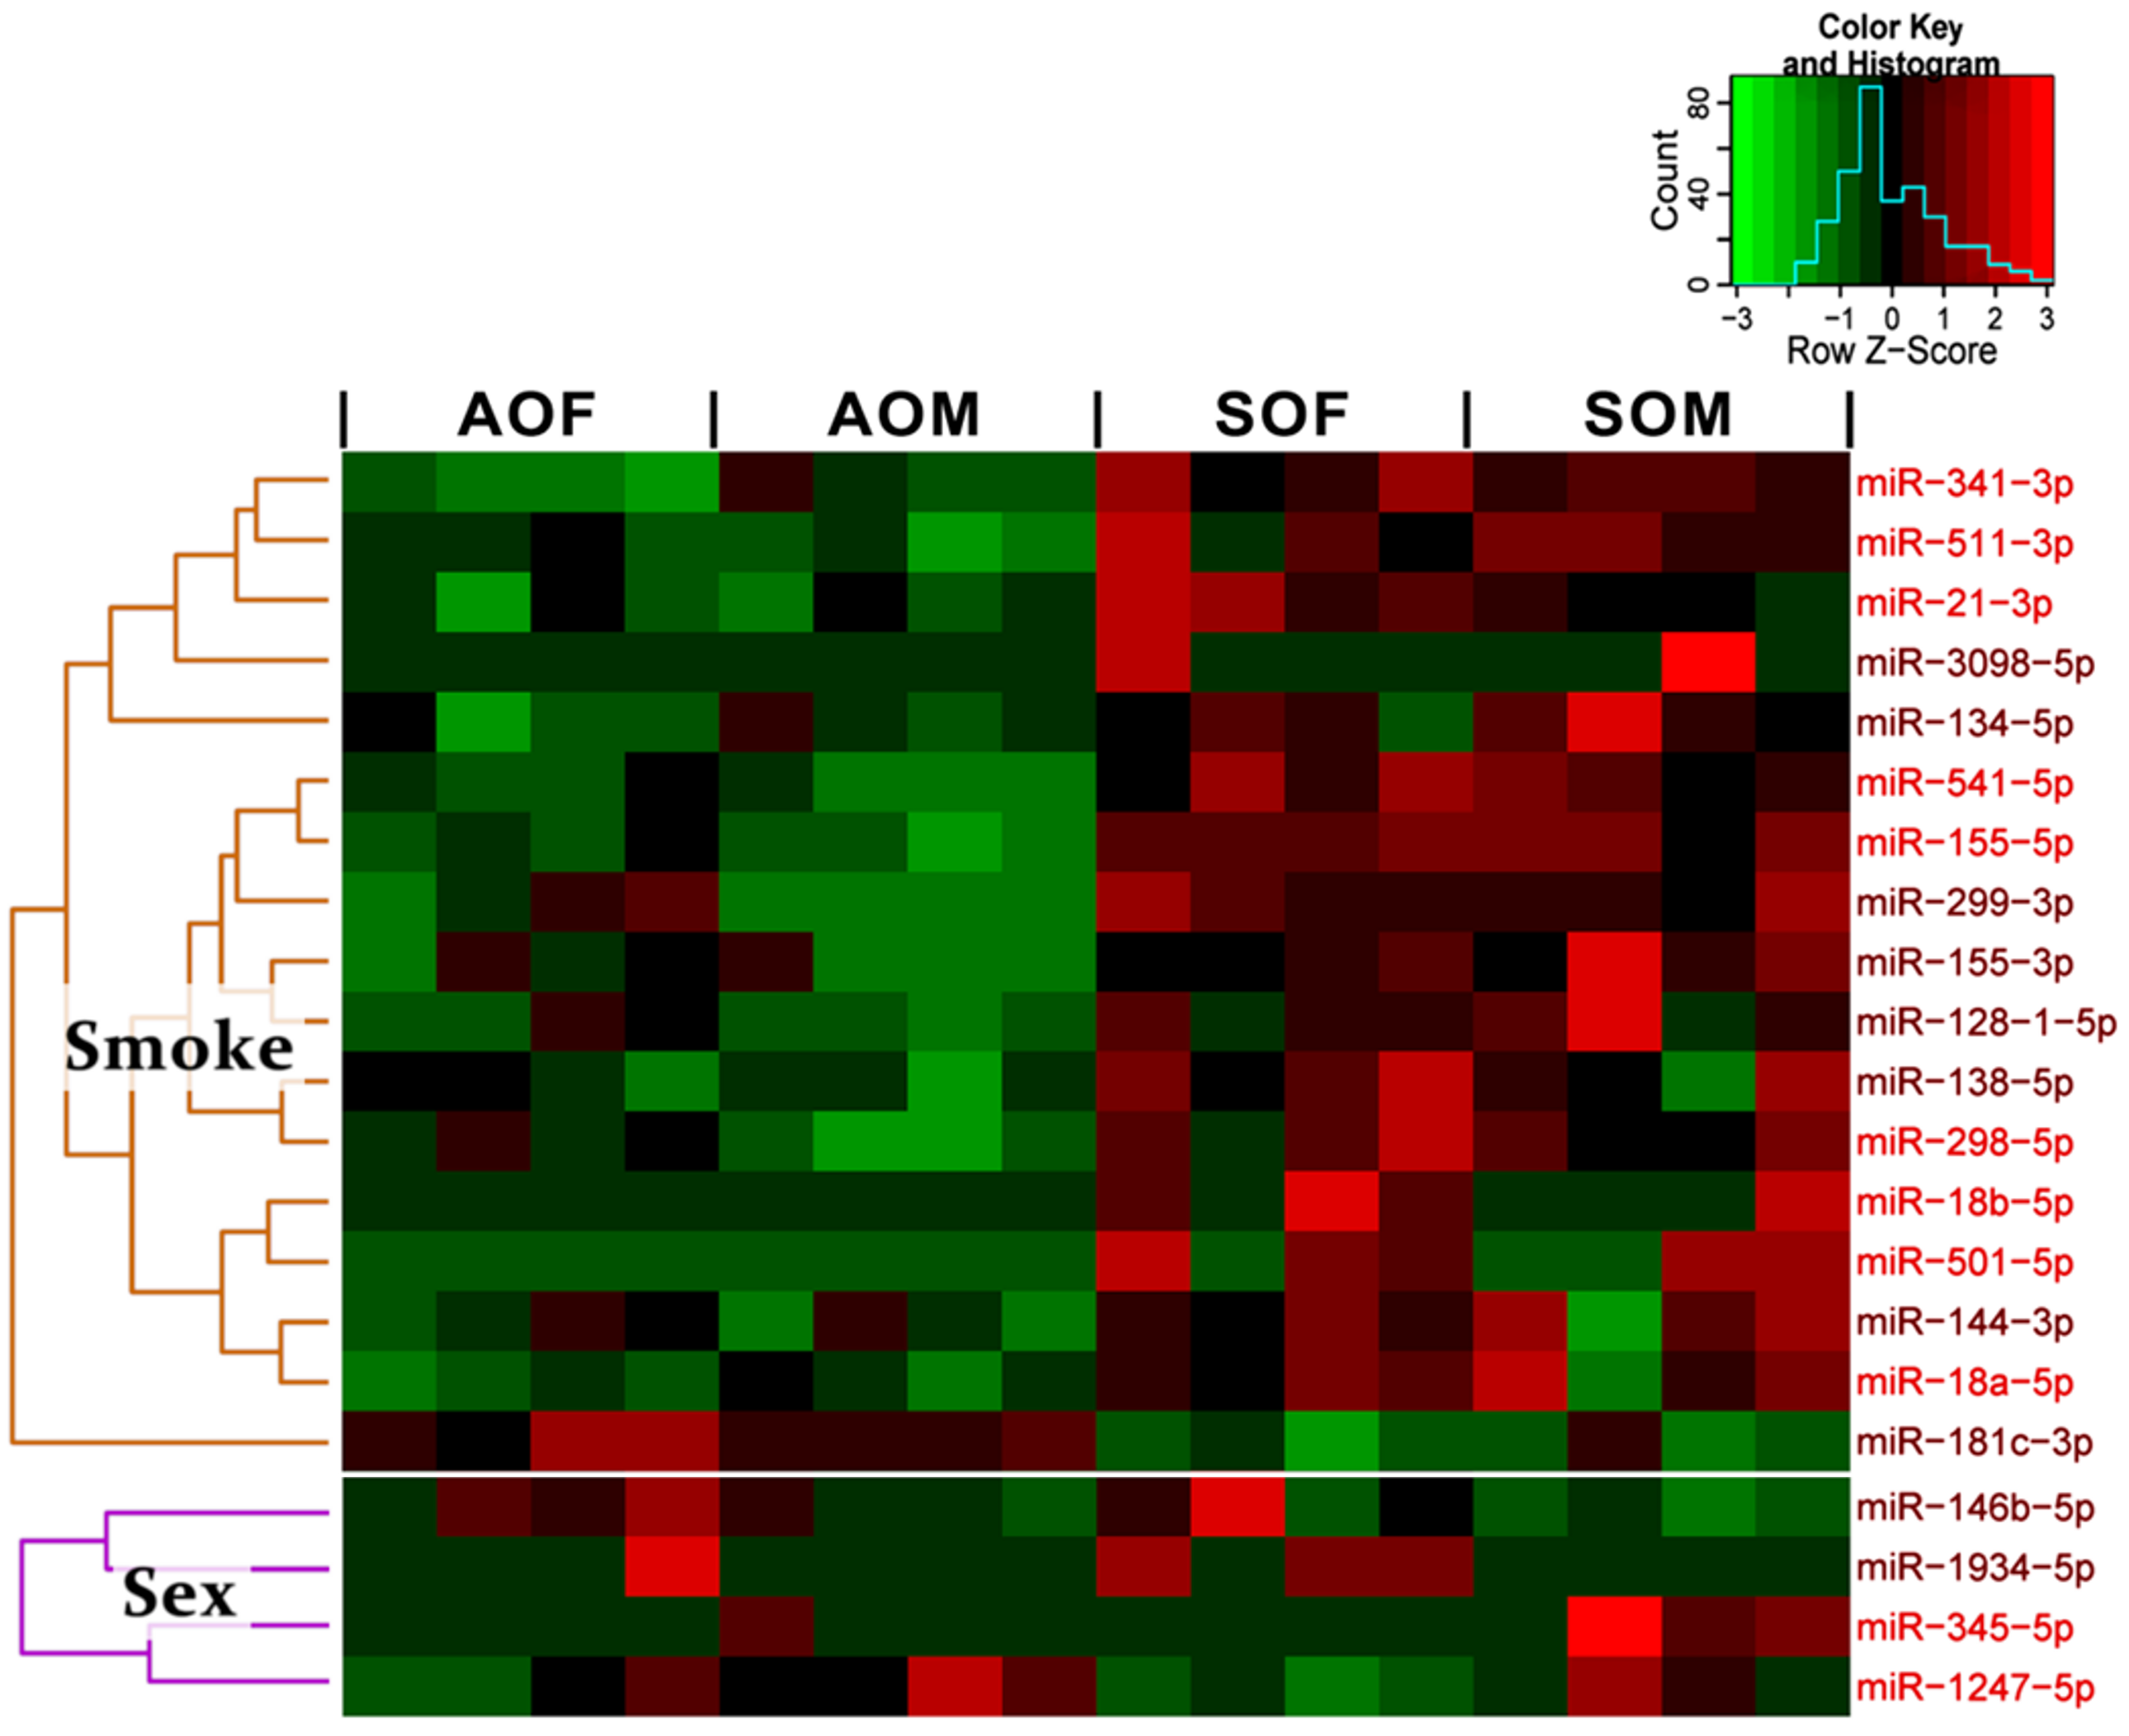 Color Key
and Histogram
Count
0 40 80
−3 −1 0 1 2 3
Row Z−Score
AOF AOM SOF SOM
miR−341−3p
miR−511−3p
miR−21−3p
miR−3098−5p
miR−134−5p
miR−541−5p
miR−155−5p
miR−299−3p
miR−155−3p
Smoke
miR−128−1−5p
miR−138−5p
miR−298−5p
miR−18b−5p
miR−501−5p
miR−144−3p
miR−18a−5p
miR−181c−3p
miR−146b−5p
Sex
miR−1934−5p
miR−345−5p
miR−1247−5p